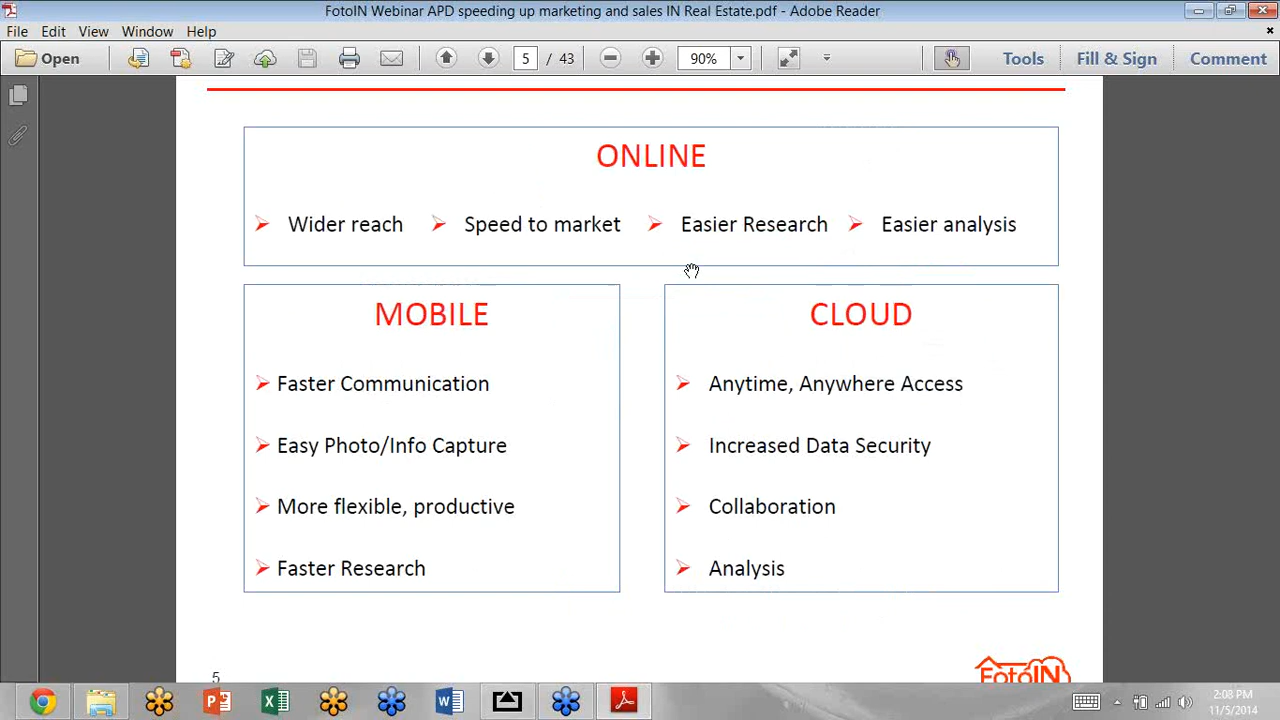 FotoIN Webinar APD speeding up marketing and sales IN Real Estate.pdf - Adobe Reader
File Edit View Window Help
Open 5 / 43 90% Tools Fill & Sign Comment
ONLINE
Wider reach Speed to market Easier Research Easier analysis
MOBILE
Faster Communication
Easy Photo/Info Capture
More flexible, productive
Faster Research
CLOUD
Anytime, Anywhere Access
Increased Data Security
Collaboration
Analysis
5
FotoIN
2:08 PM
11/5/2014